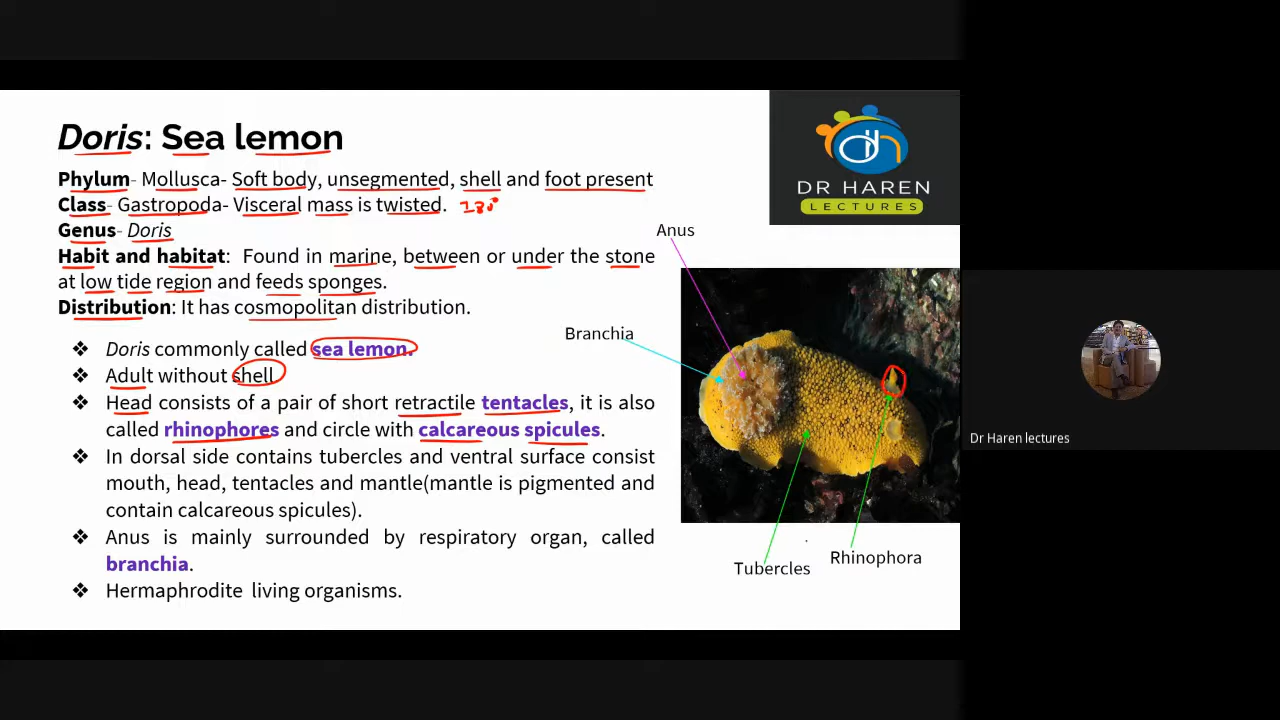 Doris: Sea lemon
Phylum- Mollusca- Soft body, unsegmented, shell and foot present
Class- Gastropoda- Visceral mass is twisted. 180°
Genus- Doris
Habit and habitat: Found in marine, between or under the stone
at low tide region and feeds sponges.
Distribution: It has cosmopolitan distribution.
❖ Doris commonly called sea lemon.
❖ Adult without shell
❖ Head consists of a pair of short retractile tentacles, it is also
called rhinophores and circle with calcareous spicules.
❖ In dorsal side contains tubercles and ventral surface consist
mouth, head, tentacles and mantle(mantle is pigmented and
contain calcareous spicules).
❖ Anus is mainly surrounded by respiratory organ, called
branchia.
❖ Hermaphrodite living organisms.
dh
DR HAREN
LECTURES
Anus
Branchia
Tubercles
Rhinophora
Dr Haren lectures